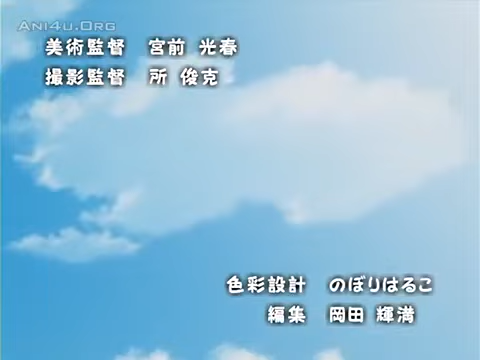 Ani4u.Org
美術監督 宮前 光春
撮影監督 所 俊克
色彩設計 のぼりはるこ
編集 岡田 輝満